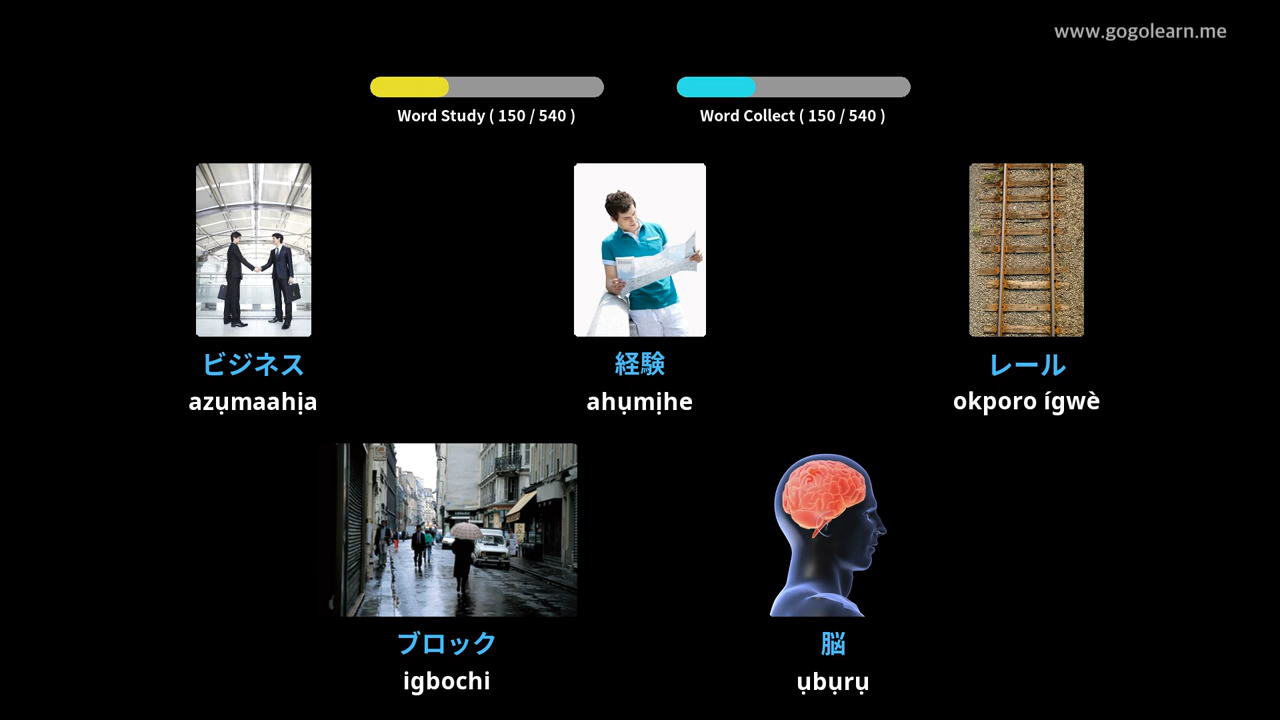 www.gogolearn.me
Word Study ( 150 / 540 )
Word Collect ( 150 / 540 )
ビジネス
azụmaahịa
経験
ahụmịhe
レール
okporo ígwè
ブロック
igbochi
脳
ụbụrụ